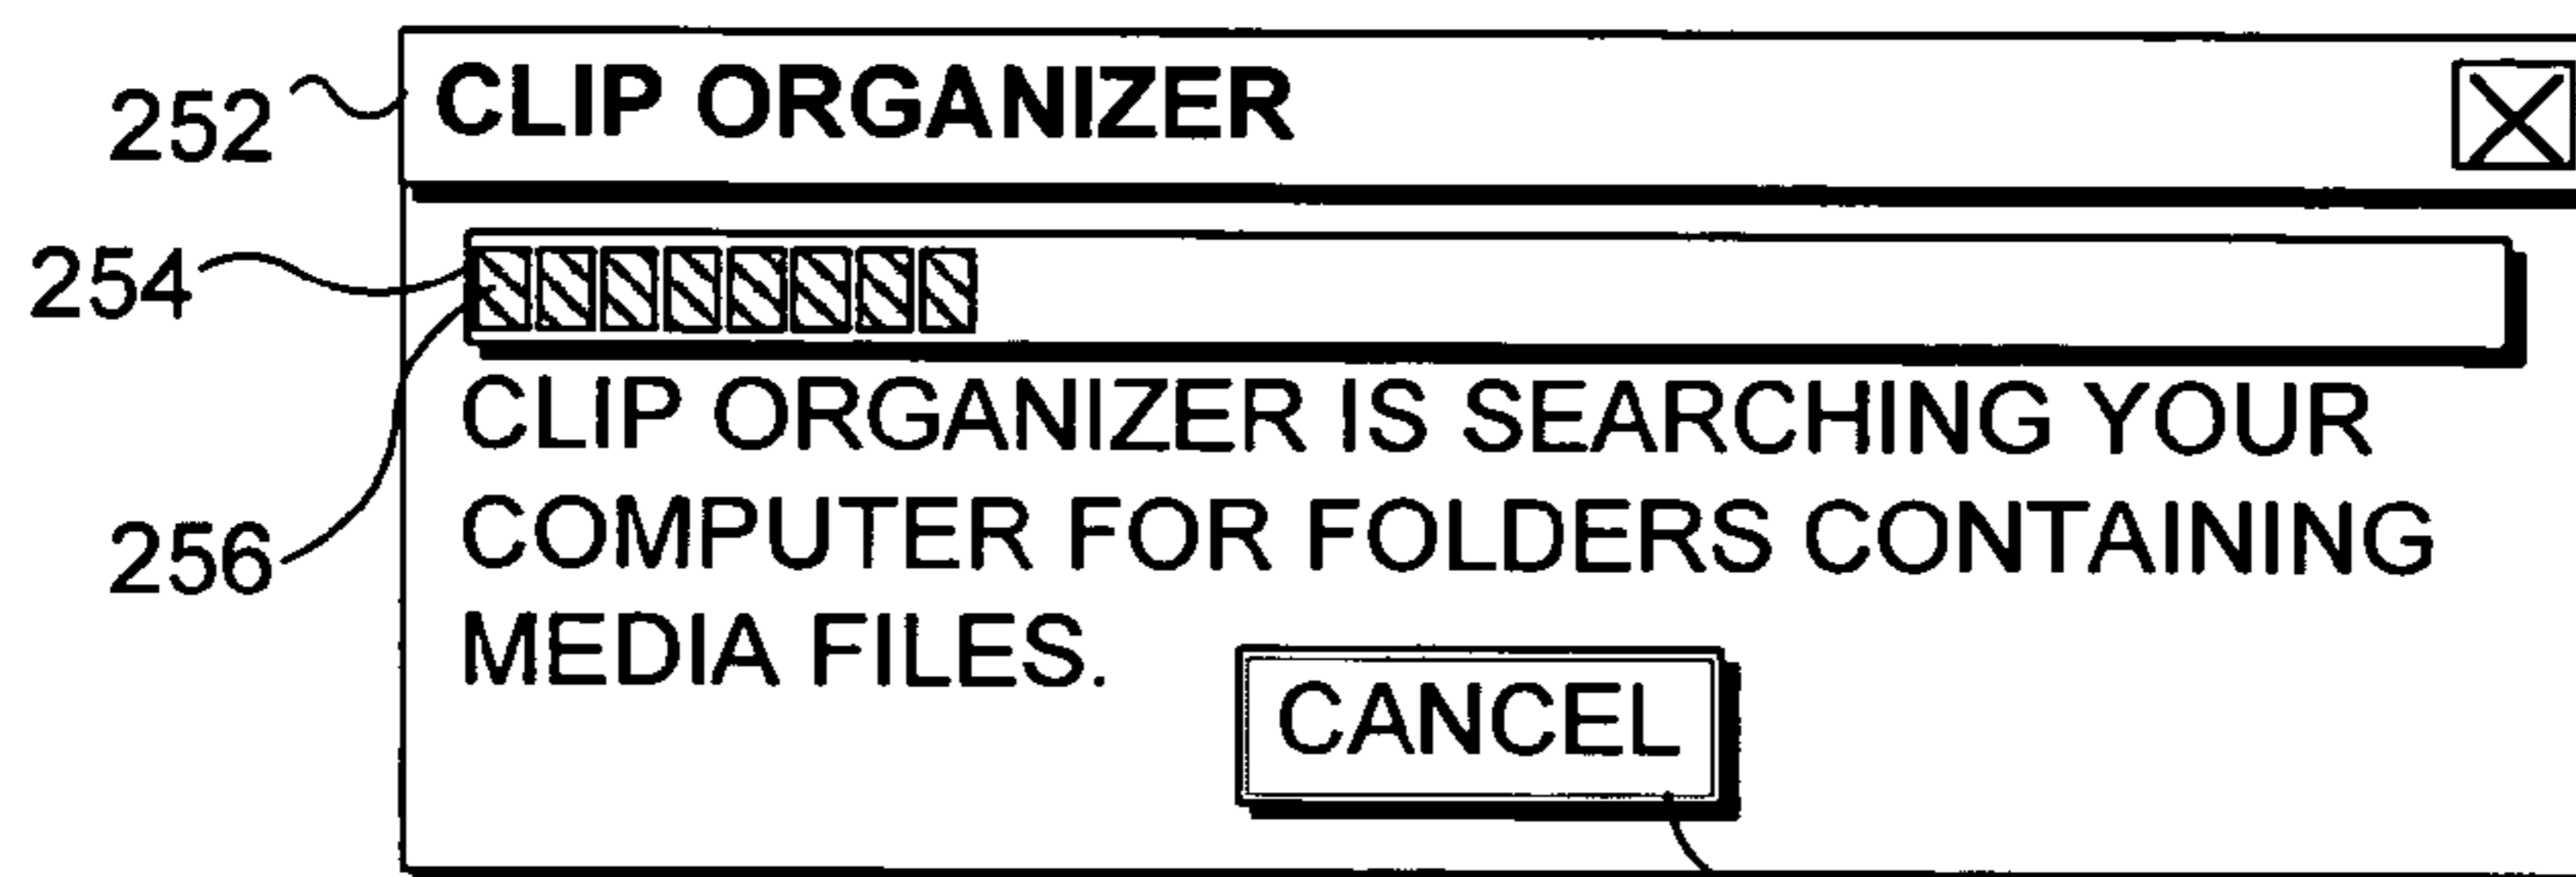 252
CLIP ORGANIZER
254
CLIP ORGANIZER IS SEARCHING YOUR
COMPUTER FOR FOLDERS CONTAINING
256
MEDIA FILES.
CANCEL